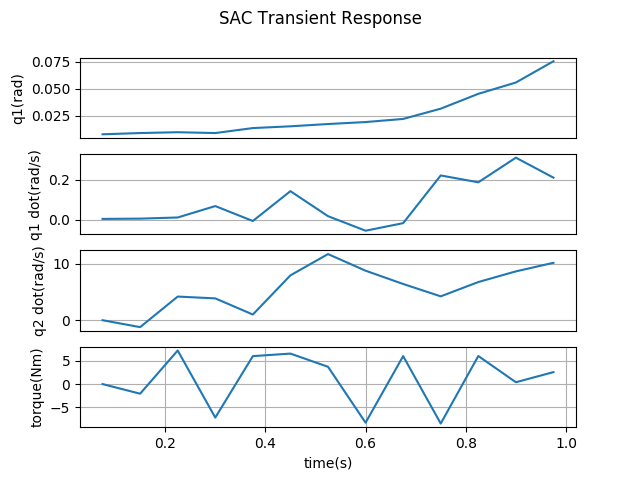 SAC Transient Response
0.075
0.050
0.025
q1(rad)
0.2
0.0
q1 dot(rad/s)
10
0
q2 dot(rad/s)
5
0
−5
torque(Nm)
0.2 0.4 0.6 0.8 1.0
time(s)